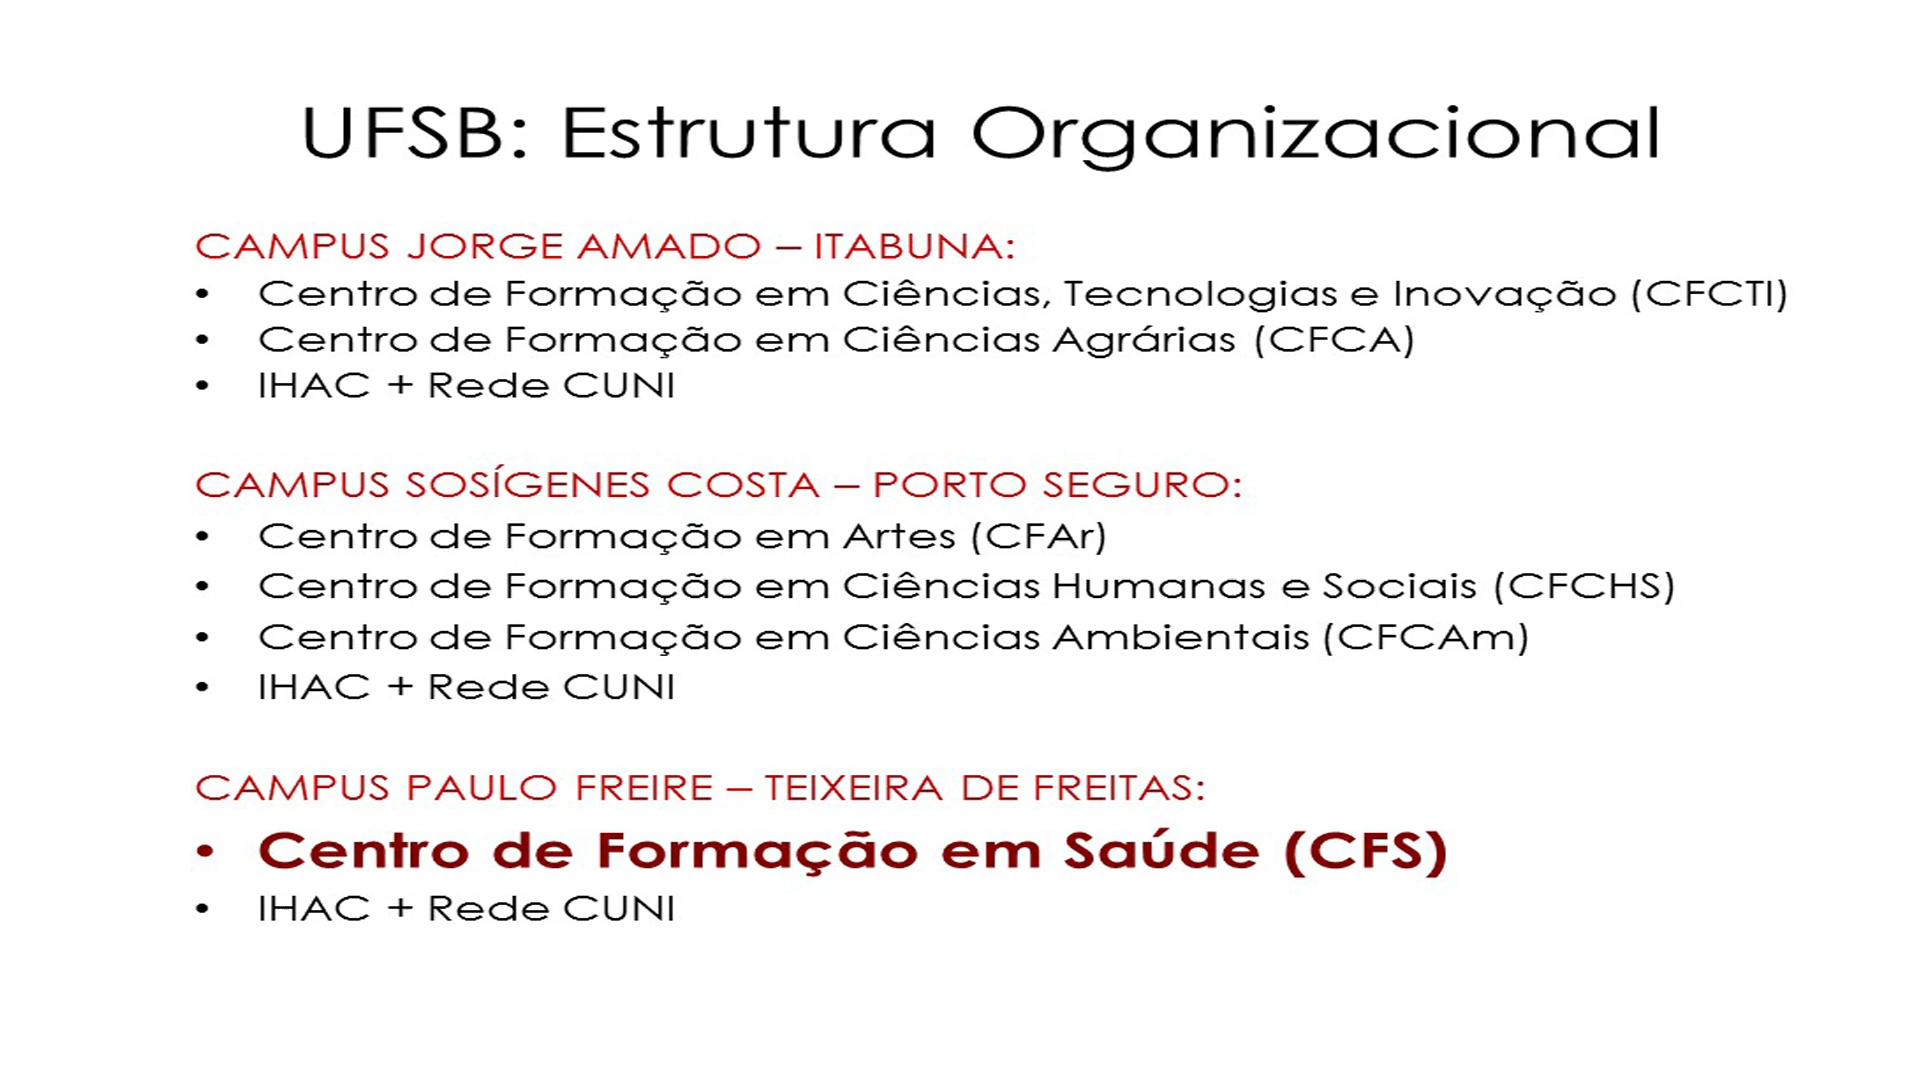 UFSB: Estrutura Organizacional
CAMPUS JORGE AMADO – ITABUNA:
• Centro de Formação em Ciências, Tecnologias e Inovação (CFCTI)
• Centro de Formação em Ciências Agrárias (CFCA)
• IHAC + Rede CUNI
CAMPUS SOSÍGENES COSTA – PORTO SEGURO:
• Centro de Formação em Artes (CFAr)
• Centro de Formação em Ciências Humanas e Sociais (CFCHS)
• Centro de Formação em Ciências Ambientais (CFCAm)
• IHAC + Rede CUNI
CAMPUS PAULO FREIRE – TEIXEIRA DE FREITAS:
• Centro de Formação em Saúde (CFS)
• IHAC + Rede CUNI